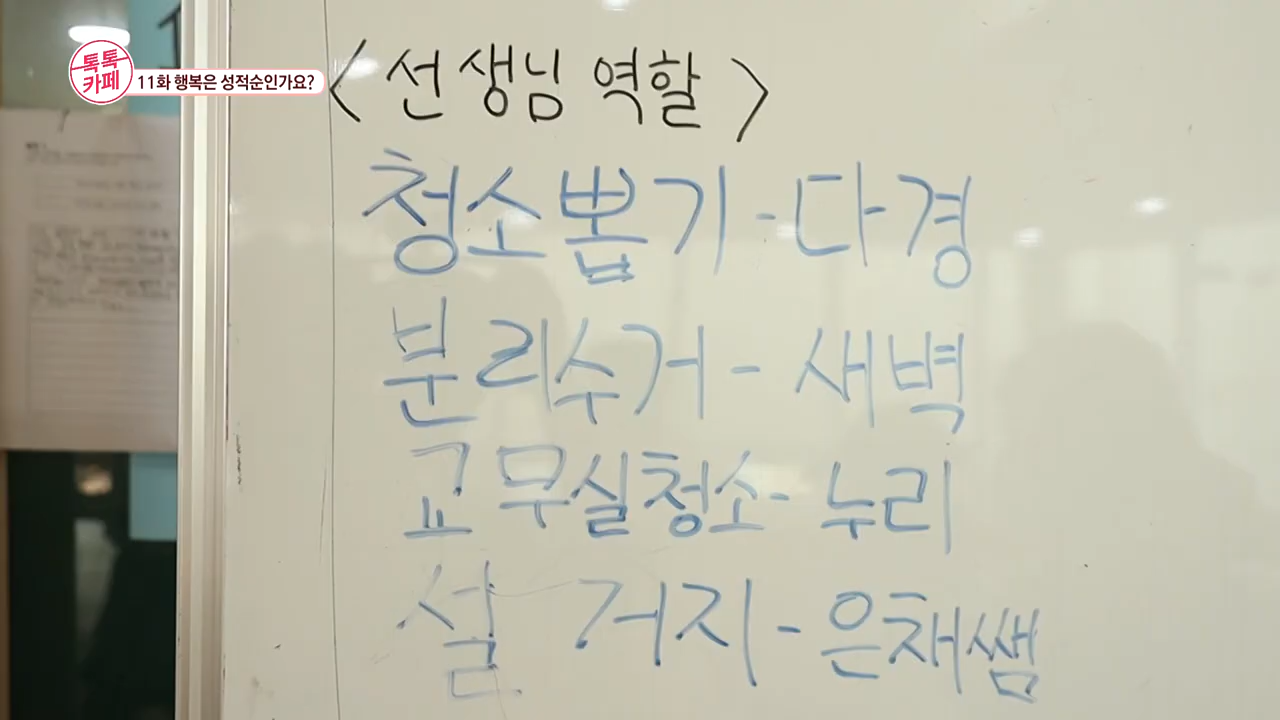 톡톡
카페
11화 행복은 성적순인가요?
<선생님 역할>
청소뽑기-다경
분리수거-새벽
교무실청소-누리
설거지-은채쌤